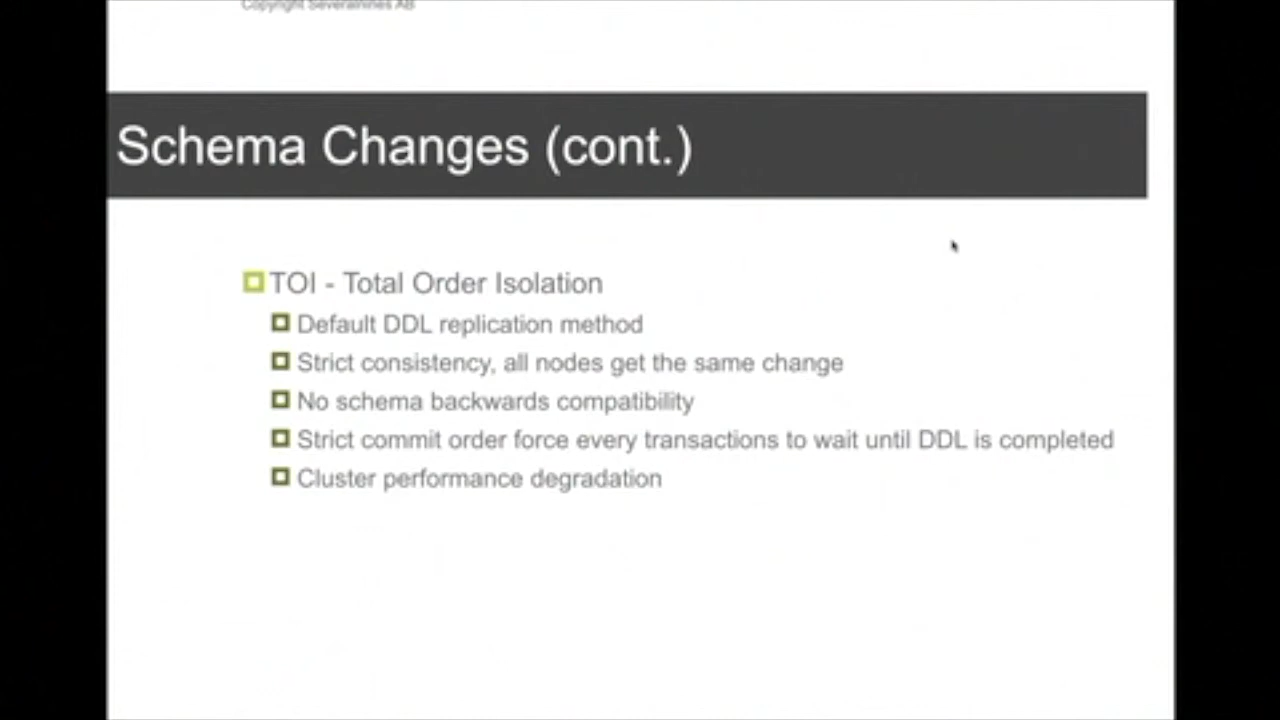 Copyright Severalnines AB
Schema Changes (cont.)
TOI - Total Order Isolation
Default DDL replication method
Strict consistency, all nodes get the same change
No schema backwards compatibility
Strict commit order force every transactions to wait until DDL is completed
Cluster performance degradation